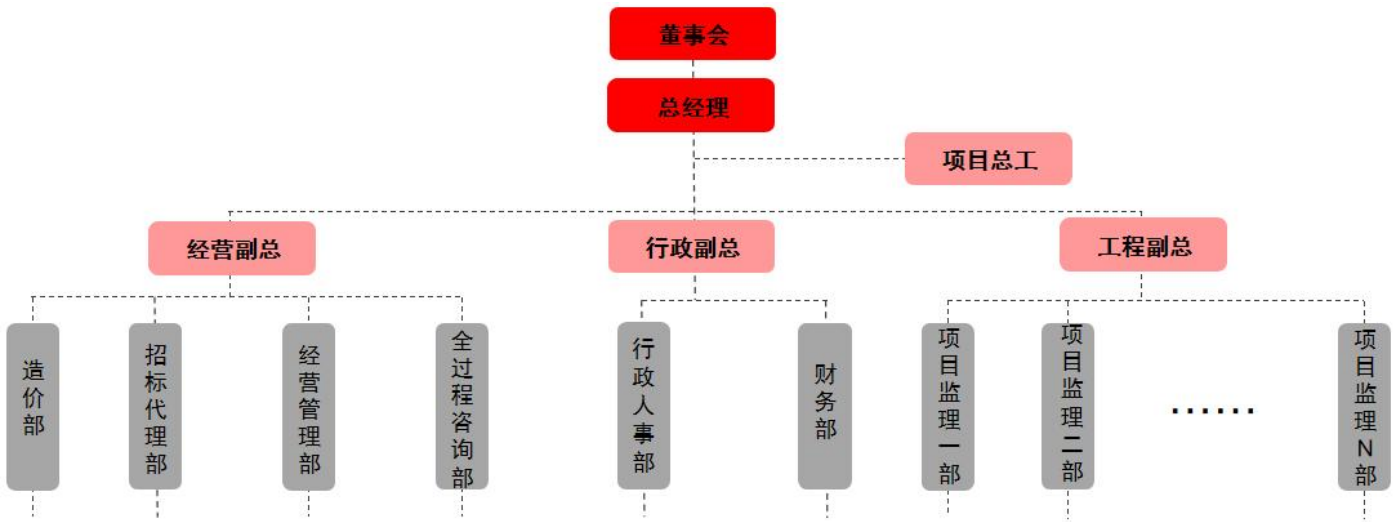 董事会
总经理
项目总工
经营副总
行政副总
工程副总
造价部
招标代理部
经营管理部
全过程咨询部
行政人事部
财务部
项目监理一部
项目监理二部
······
项目监理N部